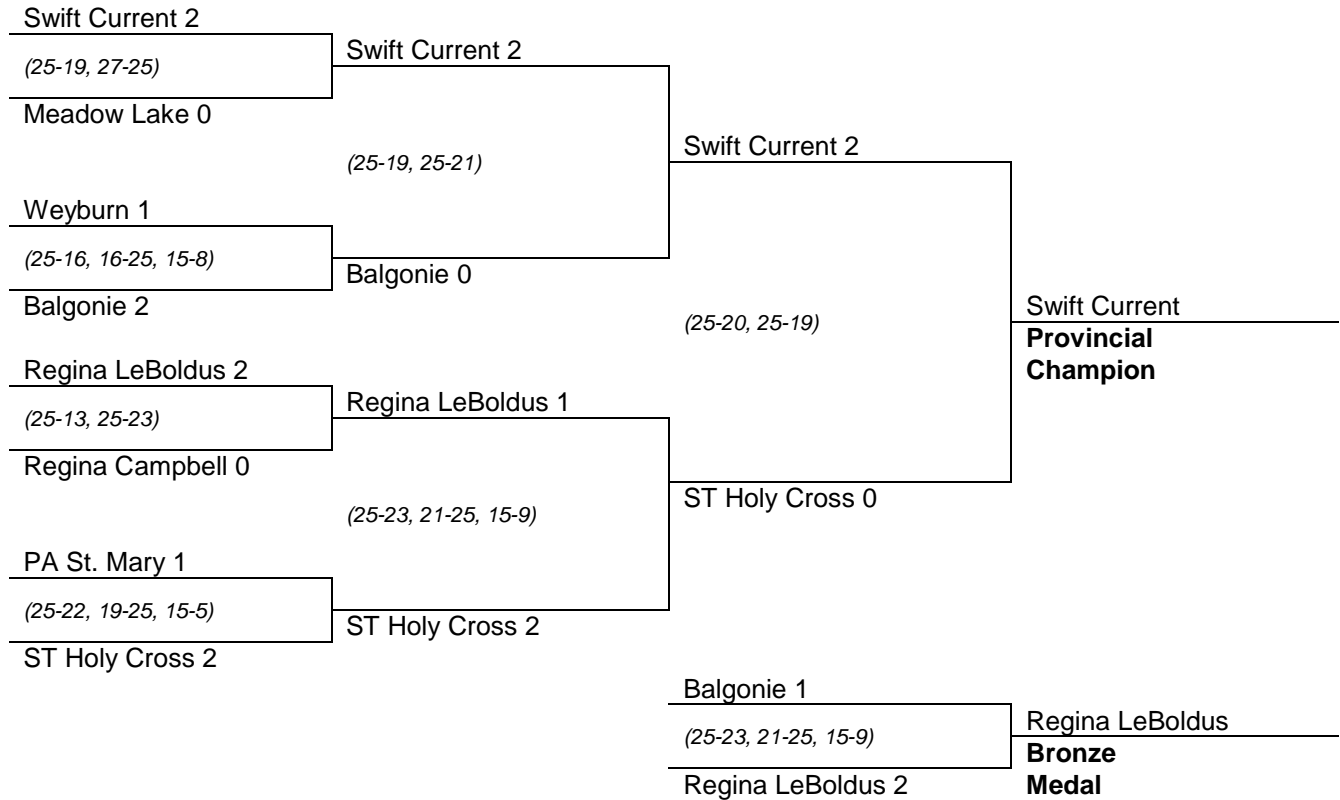 Swift Current 2
(25-19, 27-25)
Swift Current 2
Meadow Lake 0
(25-19, 25-21)
Swift Current 2
Weyburn 1
(25-16, 16-25, 15-8)
Balgonie 0
Balgonie 2
(25-20, 25-19)
Swift Current
Provincial
Champion
Regina LeBoldus 2
(25-13, 25-23)
Regina LeBoldus 1
Regina Campbell 0
(25-23, 21-25, 15-9)
ST Holy Cross 0
PA St. Mary 1
(25-22, 19-25, 15-5)
ST Holy Cross 2
ST Holy Cross 2
Balgonie 1
(25-23, 21-25, 15-9)
Regina LeBoldus 2
Regina LeBoldus
Bronze
Medal